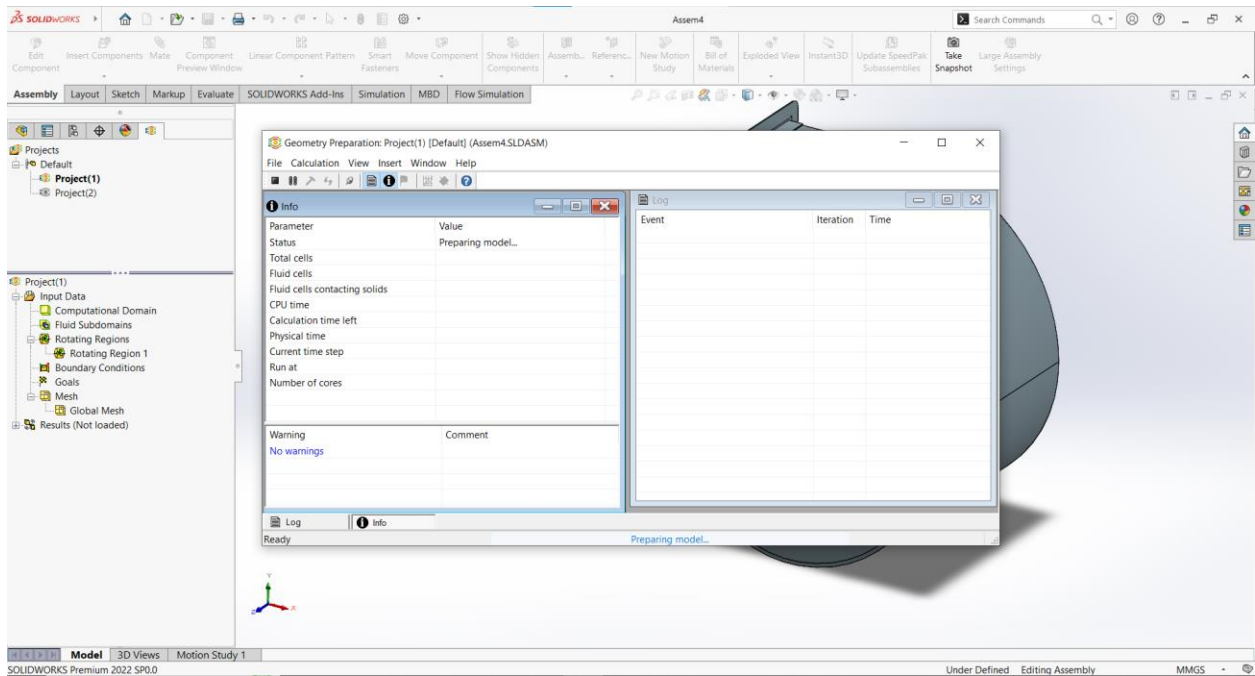 SOLIDWORKS
Assem4
Search Commands
Edit Component
Insert Components
Mate
Component Preview Window
Linear Component Pattern
Smart Fasteners
Move Component
Show Hidden Components
Assemb...
Referenc...
New Motion Study
Bill of Materials
Exploded View
Instant3D
Update SpeedPak Subassemblies
Take Snapshot
Large Assembly Settings
Assembly Layout Sketch Markup Evaluate SOLIDWORKS Add-Ins Simulation MBD Flow Simulation
Projects
Default
Project(1)
Project(2)
Project(1)
Input Data
Computational Domain
Fluid Subdomains
Rotating Regions
Rotating Region 1
Boundary Conditions
Goals
Mesh
Global Mesh
Results (Not loaded)
Geometry Preparation: Project(1) [Default] (Assem4.SLDASM)
File Calculation View Insert Window Help
Info
Parameter Value
Status Preparing model...
Total cells
Fluid cells
Fluid cells contacting solids
CPU time
Calculation time left
Physical time
Current time step
Run at
Number of cores
Warning Comment
No warnings
Log
Event Iteration Time
Log Info
Ready Preparing model...
Y
X
Z
Model 3D Views Motion Study 1
SOLIDWORKS Premium 2022 SP0.0 Under Defined Editing Assembly MMGS